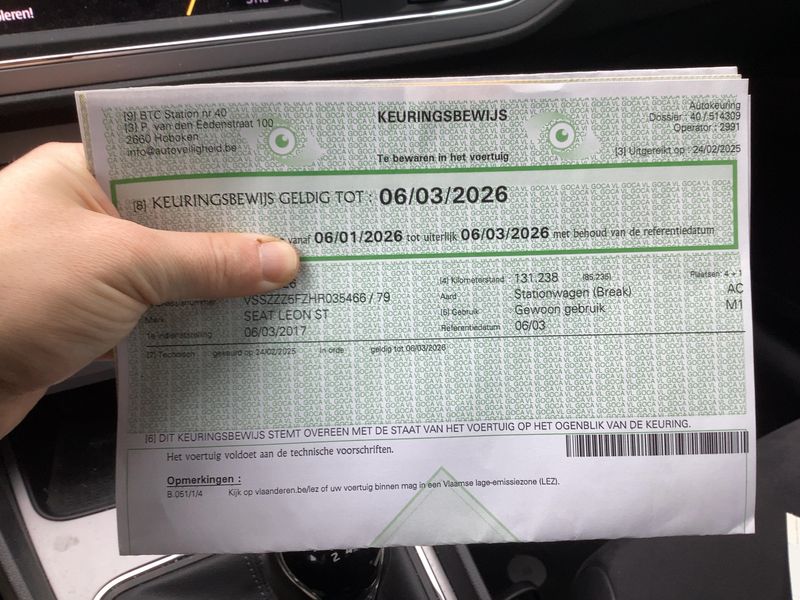 oleren!
[9] BTC Station nr 40
[3] P. van den Eedenstraat 100
2660 Hoboken
info@autoveiligheid.be
KEURINGSBEWIJS
Te bewaren in het voertuig
Autokeuring
Dossier : 40 / 514309
Operator : 2991
[3] Uitgereikt op : 24/02/2025
[8] KEURINGSBEWIJS GELDIG TOT : 06/03/2026
vanaf 06/01/2026 tot uiterlijk 06/03/2026 met behoud van de referentiedatum
[4] Kilometerstand 131.238 (85.235) Plaatsen: 4 + 1
VSSZZZ5FZHR035466 / 79 Aard Stationwagen (Break) AC
Merk SEAT LEON ST [5] Gebruik Gewoon gebruik M1
1e indienststelling 06/03/2017 Referentiedatum 06/03
[7] Technisch gekeurd op 24/02/2025 In orde geldig tot 06/03/2026
[6] DIT KEURINGSBEWIJS STEMT OVEREEN MET DE STAAT VAN HET VOERTUIG OP HET OGENBLIK VAN DE KEURING.
Het voertuig voldoet aan de technische voorschriften.
Opmerkingen :
B.051/1/4 Kijk op vlaanderen.be/lez of uw voertuig binnen mag in een Vlaamse lage-emissiezone (LEZ).